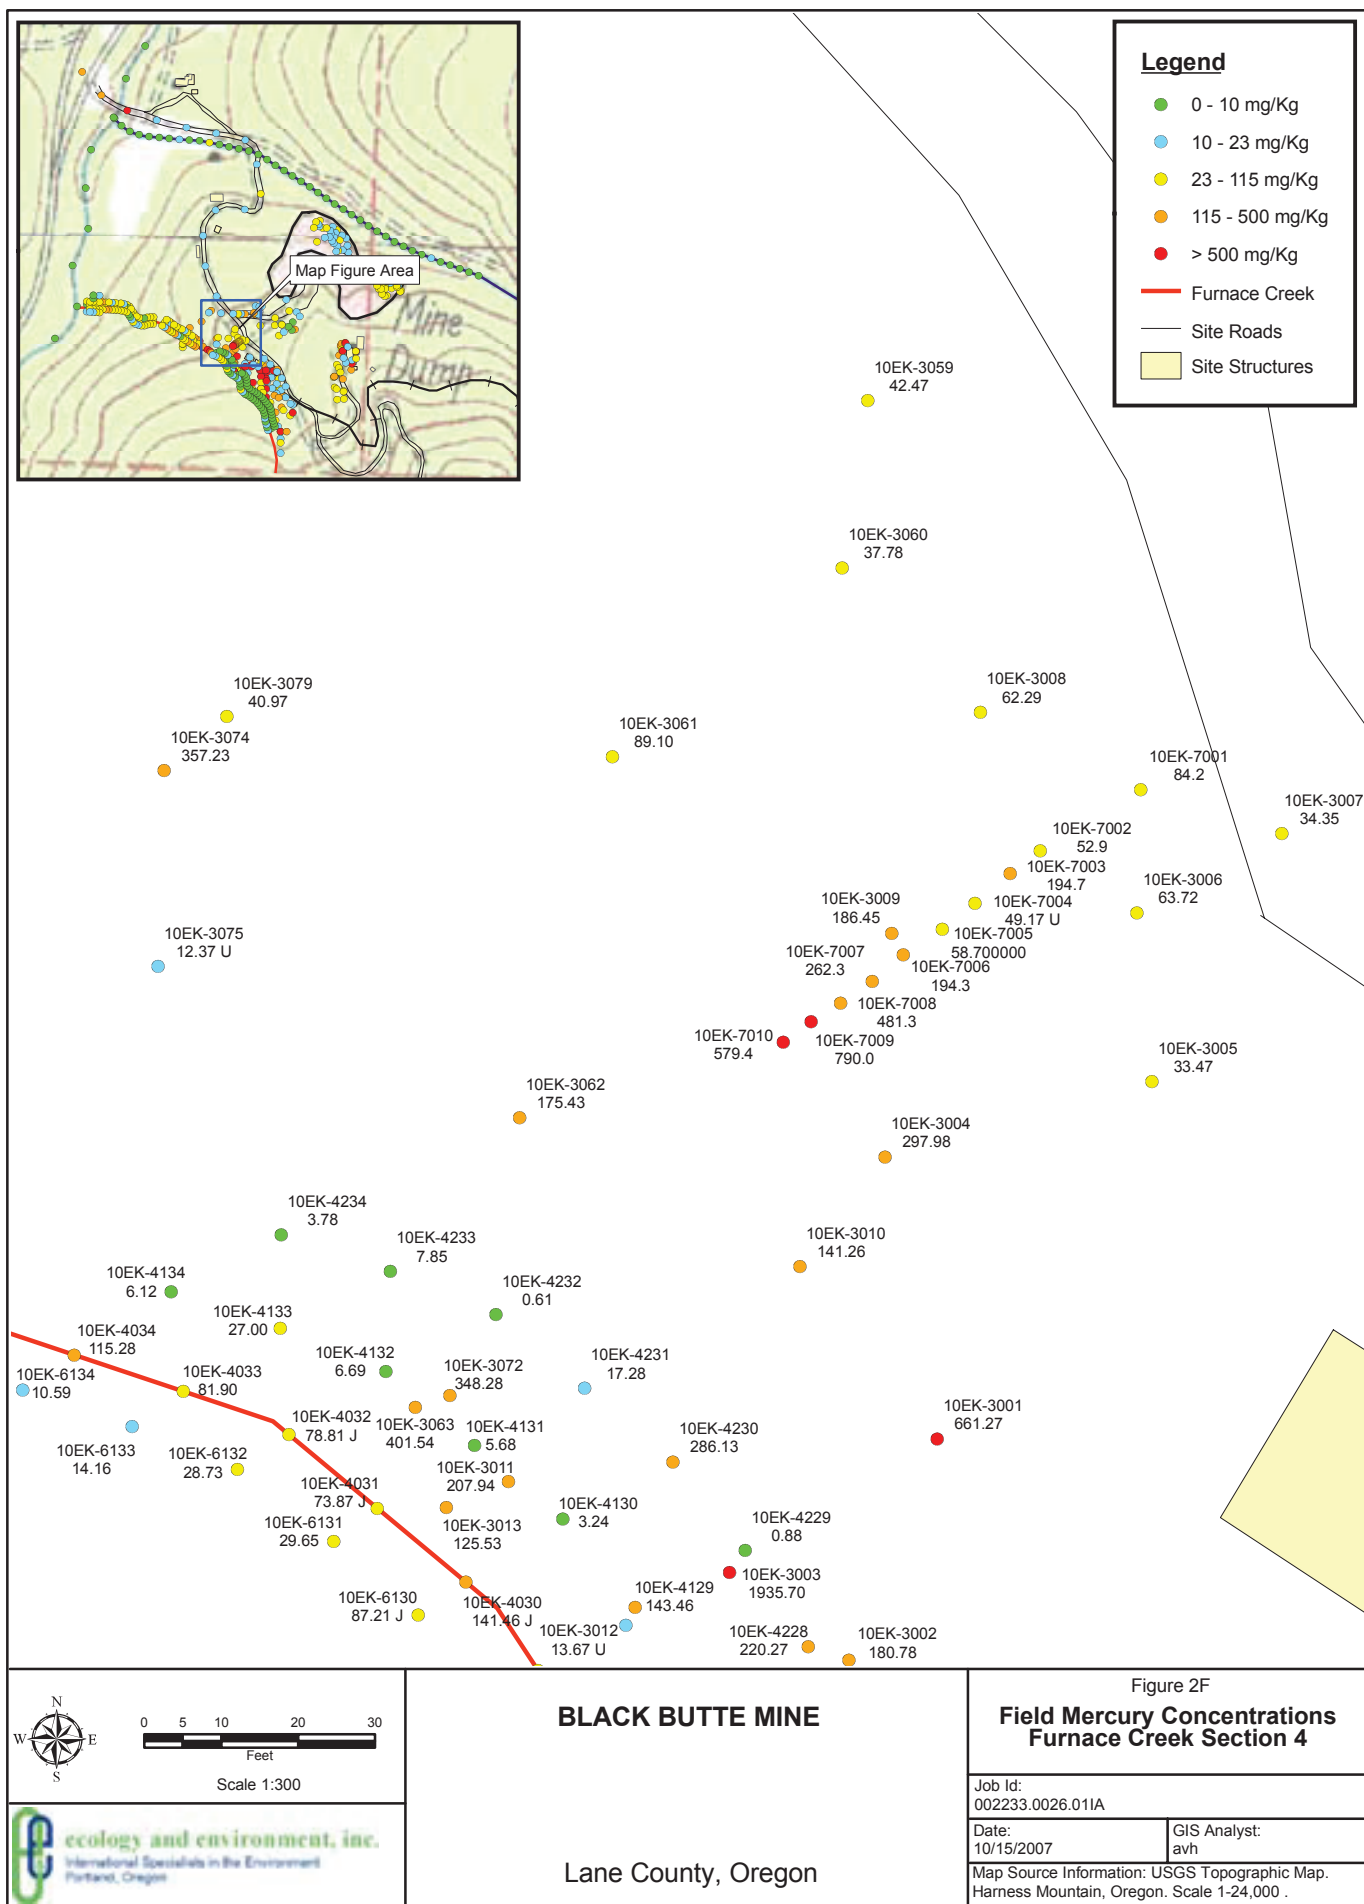 Map Figure Area
Mine
Dump
Legend
0 - 10 mg/Kg
10 - 23 mg/Kg
23 - 115 mg/Kg
115 - 500 mg/Kg
> 500 mg/Kg
Furnace Creek
Site Roads
Site Structures
10EK-3059
42.47
10EK-3060
37.78
10EK-3079
40.97
10EK-3074
357.23
10EK-3061
89.10
10EK-3008
62.29
10EK-7001
84.2
10EK-3007
34.35
10EK-7002
52.9
10EK-7003
194.7
10EK-3006
63.72
10EK-3009
186.45
10EK-7004
49.17 U
10EK-7005
58.700000
10EK-3075
12.37 U
10EK-7007
262.3
10EK-7006
194.3
10EK-7008
481.3
10EK-7010
579.4
10EK-7009
790.0
10EK-3005
33.47
10EK-3062
175.43
10EK-3004
297.98
10EK-4234
3.78
10EK-4233
7.85
10EK-3010
141.26
10EK-4134
6.12
10EK-4232
0.61
10EK-4133
27.00
10EK-4034
115.28
10EK-4132
6.69
10EK-3072
348.28
10EK-4231
17.28
10EK-6134
10.59
10EK-4033
81.90
10EK-4032
78.81 J
10EK-3063
401.54
10EK-4131
5.68
10EK-4230
286.13
10EK-3001
661.27
10EK-6133
14.16
10EK-6132
28.73
10EK-3011
207.94
10EK-4031
73.87 J
10EK-4130
3.24
10EK-6131
29.65
10EK-3013
125.53
10EK-4229
0.88
10EK-3003
1935.70
10EK-6130
87.21 J
10EK-4030
141.46 J
10EK-4129
143.46
10EK-3012
13.67 U
10EK-4228
220.27
10EK-3002
180.78
N
W
E
S
0 5 10 20 30
Feet
Scale 1:300
ecology and environment, inc.
International Specialists in the Environment
Portland, Oregon
BLACK BUTTE MINE
Lane County, Oregon
Figure 2F
Field Mercury Concentrations
Furnace Creek Section 4
Job Id:
002233.0026.01IA
Date:
10/15/2007
GIS Analyst:
avh
Map Source Information: USGS Topographic Map.
Harness Mountain, Oregon. Scale 1-24,000 .